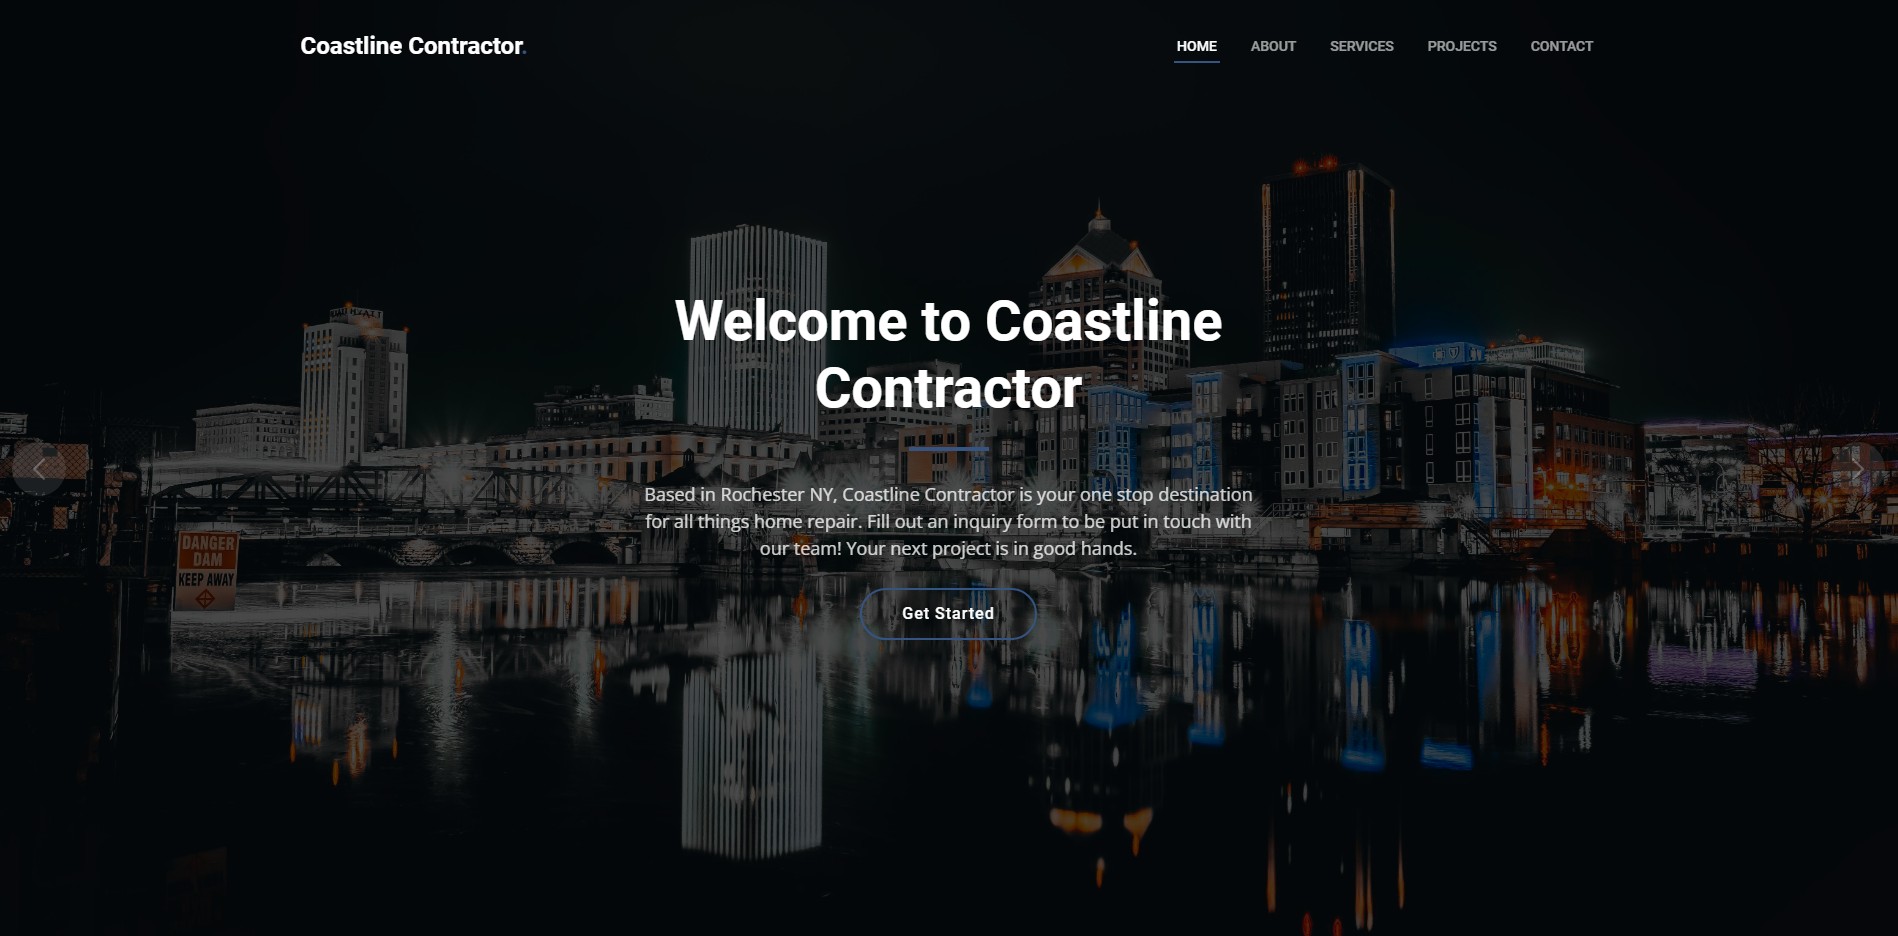 Coastline Contractor.
HOME ABOUT SERVICES PROJECTS CONTACT
HYATT
Welcome to Coastline
Contractor
Based in Rochester NY, Coastline Contractor is your one stop destination
for all things home repair. Fill out an inquiry form to be put in touch with
our team! Your next project is in good hands.
DANGER
DAM
KEEP AWAY
Get Started